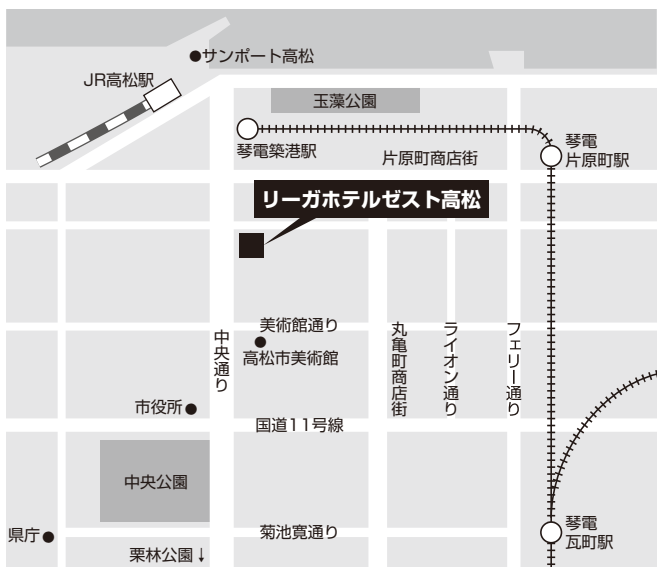 サンポート高松
JR高松駅
玉藻公園
琴電築港駅
片原町商店街
琴電
片原町駅
リーガホテルゼスト高松
美術館通り
高松市美術館
中央通り
丸亀町商店街
ライオン通り
フェリー通り
市役所
国道11号線
中央公園
県庁
菊池寛通り
琴電
瓦町駅
栗林公園↓